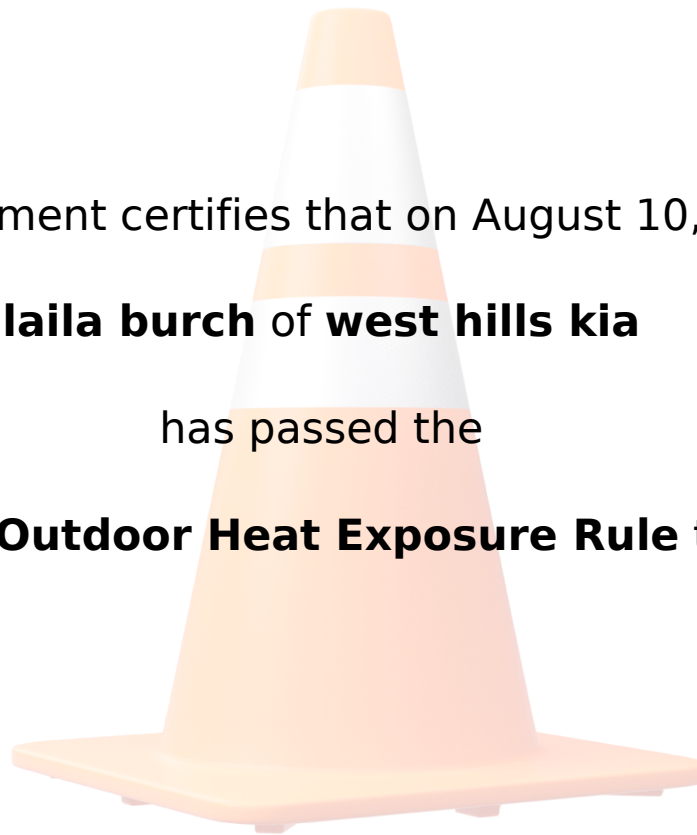 ment certifies that on August 10,
laila burch of west hills kia
has passed the
Outdoor Heat Exposure Rule